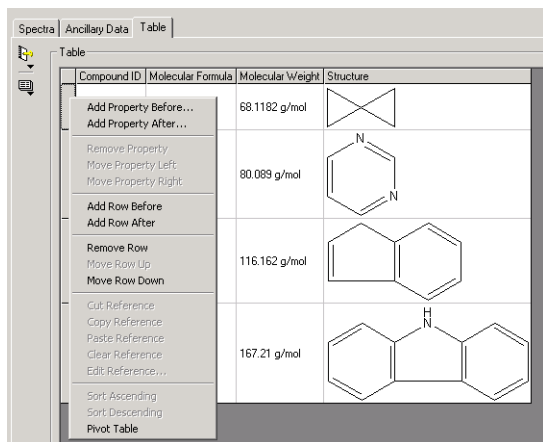 Spectra Ancillary Data Table
Table
Compound ID Molecular Formula Molecular Weight Structure
68.1182 g/mol
N
80.089 g/mol
N
116.162 g/mol
H
N
167.21 g/mol
Add Property Before...
Add Property After...
Remove Property
Move Property Left
Move Property Right
Add Row Before
Add Row After
Remove Row
Move Row Up
Move Row Down
Cut Reference
Copy Reference
Paste Reference
Clear Reference
Edit Reference...
Sort Ascending
Sort Descending
Pivot Table